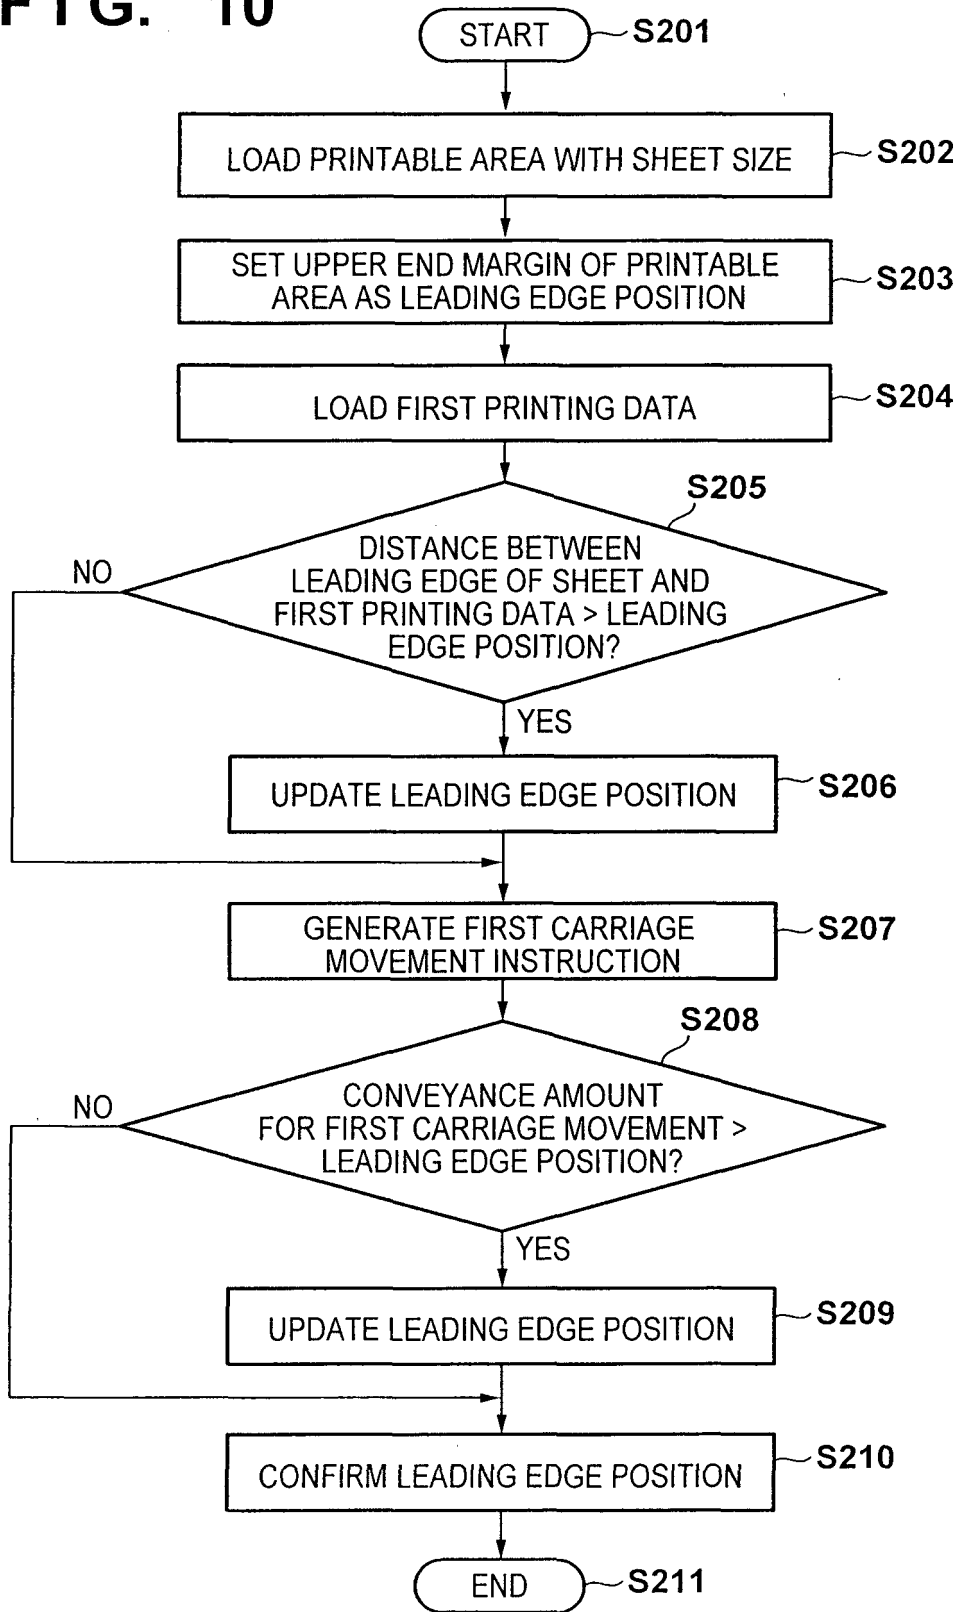 FIG. 10
START
S201
LOAD PRINTABLE AREA WITH SHEET SIZE
S202
SET UPPER END MARGIN OF PRINTABLE
AREA AS LEADING EDGE POSITION
S203
LOAD FIRST PRINTING DATA
S204
S205
DISTANCE BETWEEN
LEADING EDGE OF SHEET AND
FIRST PRINTING DATA > LEADING
EDGE POSITION?
NO
YES
UPDATE LEADING EDGE POSITION
S206
GENERATE FIRST CARRIAGE
MOVEMENT INSTRUCTION
S207
S208
CONVEYANCE AMOUNT
FOR FIRST CARRIAGE MOVEMENT >
LEADING EDGE POSITION?
NO
YES
UPDATE LEADING EDGE POSITION
S209
CONFIRM LEADING EDGE POSITION
S210
END
S211